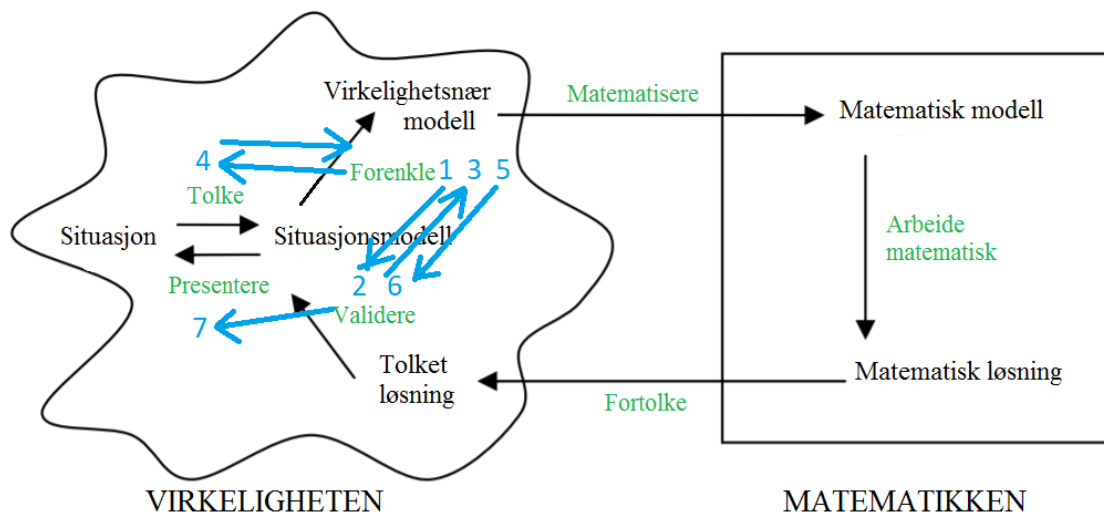 Virkelighetsnær
modell
Matematisere
Matematisk modell
4
Forenkle 1 3 5
Tolke
Situasjon
Situasjonsmodell
Arbeide
matematisk
Presentere
2 6
Validere
7
Tolket
løsning
Matematisk løsning
Fortolke
VIRKELIGHETEN
MATEMATIKKEN